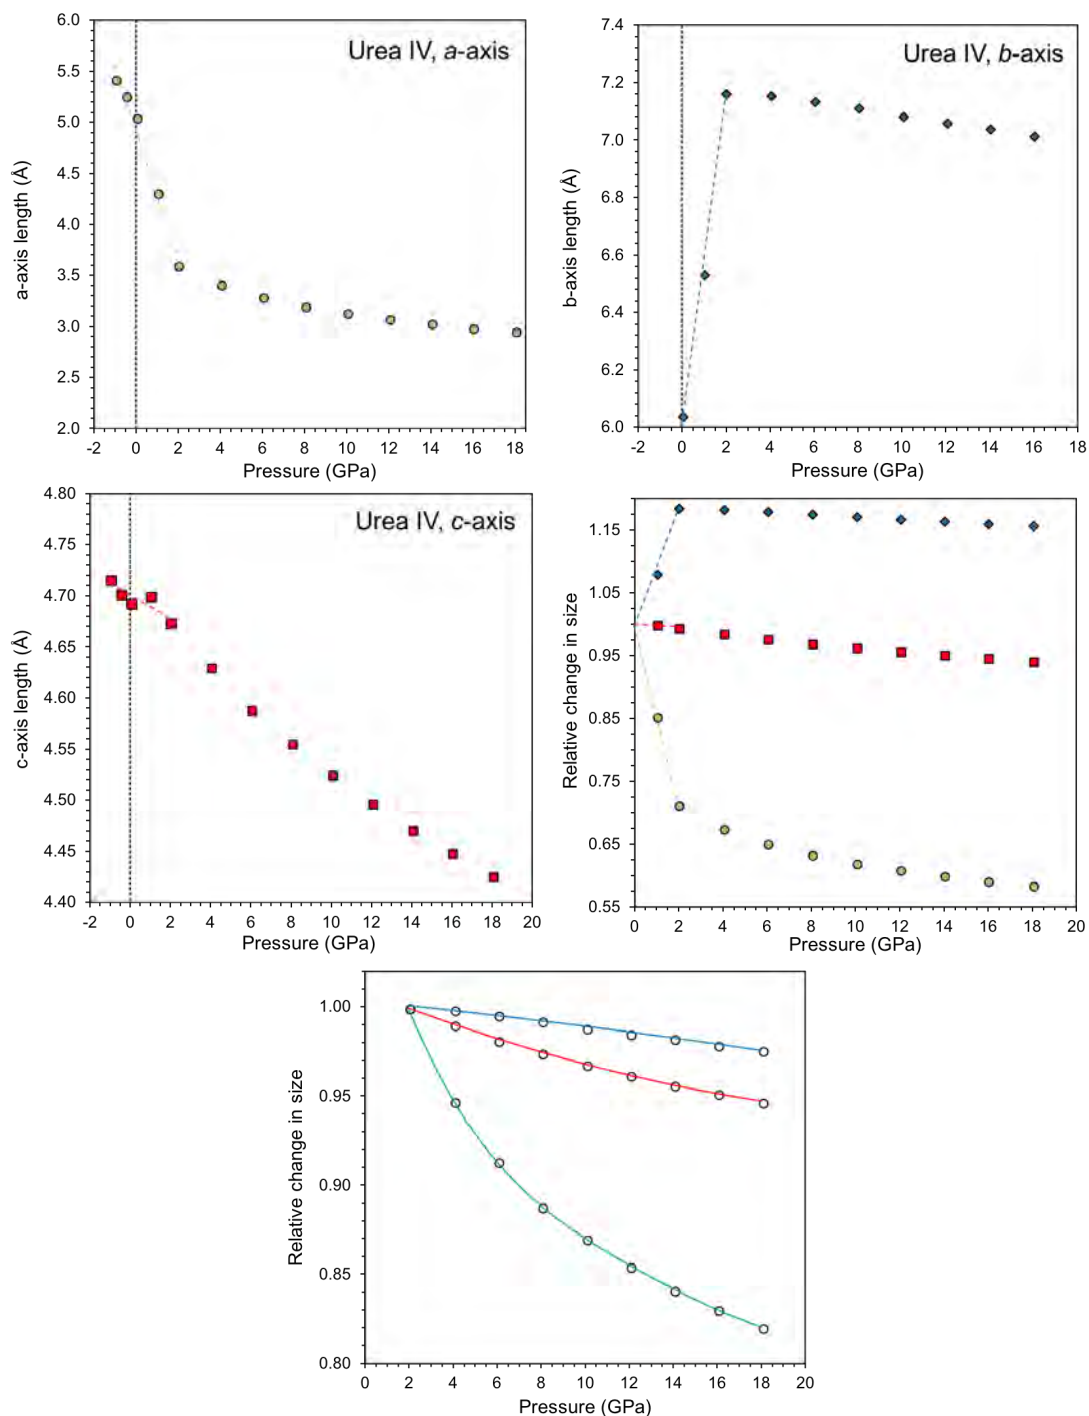 Urea IV, a-axis
a-axis length (Å)
6.0
5.5
5.0
4.5
4.0
3.5
3.0
2.5
2.0
-2 0 2 4 6 8 10 12 14 16 18
Pressure (GPa)
Urea IV, b-axis
b-axis length (Å)
7.4
7.2
7.0
6.8
6.6
6.4
6.2
6.0
-2 0 2 4 6 8 10 12 14 16 18
Pressure (GPa)
Urea IV, c-axis
c-axis length (Å)
4.80
4.75
4.70
4.65
4.60
4.55
4.50
4.45
4.40
-2 0 2 4 6 8 10 12 14 16 18 20
Pressure (GPa)
Relative change in size
1.15
1.05
0.95
0.85
0.75
0.65
0.55
0 2 4 6 8 10 12 14 16 18 20
Pressure (GPa)
Relative change in size
1.00
0.95
0.90
0.85
0.80
0 2 4 6 8 10 12 14 16 18 20
Pressure (GPa)